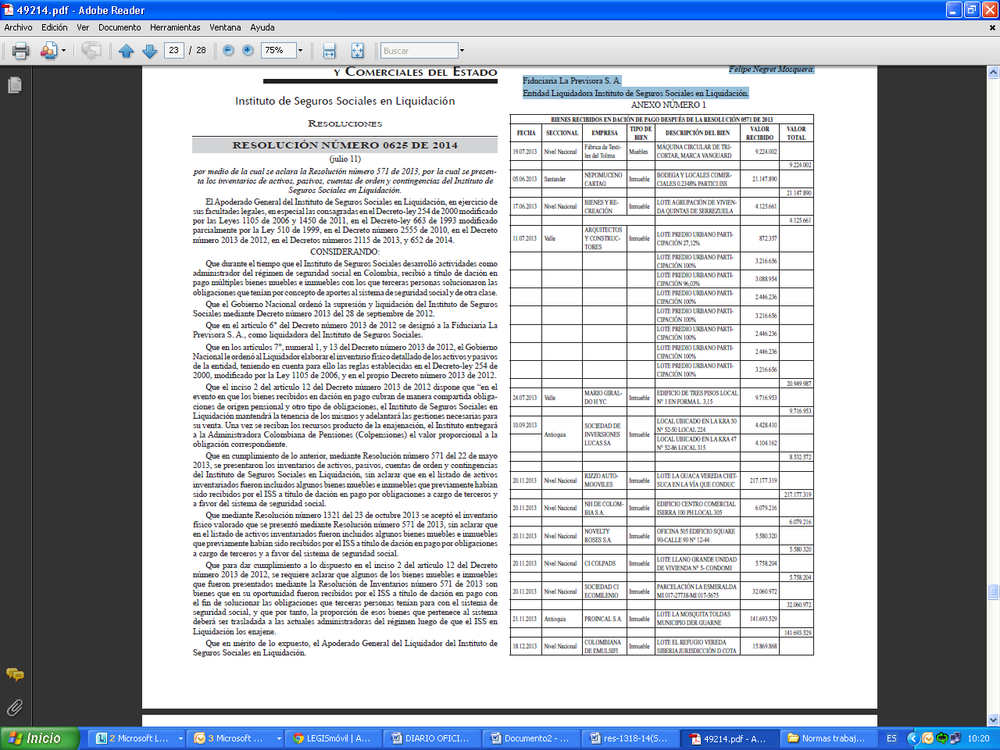 49214.pdf - Adobe Reader
Archivo Edición Ver Documento Herramientas Ventana Ayuda
23 / 28 75% Buscar
Y COMERCIALES DEL ESTADO
Instituto de Seguros Sociales en Liquidación
RESOLUCIONES
RESOLUCIÓN NÚMERO 0625 DE 2014
(julio 11)
por medio de la cual se aclara la Resolución número 571 de 2013, por la cual se presen-
ta los inventarios de activos, pasivos, cuentas de orden y contingencias del Instituto de
Seguros Sociales en Liquidación.
El Apoderado General del Instituto de Seguros Sociales en Liquidación, en ejercicio de
sus facultades legales, en especial las consagradas en el Decreto-ley 254 de 2000 modificado
por las Leyes 1105 de 2006 y 1450 de 2011, en el Decreto-ley 663 de 1993 modificado
parcialmente por la Ley 510 de 1999, en el Decreto número 2555 de 2010, en el Decreto
número 2013 de 2012, en el Decretos números 2115 de 2013, y 652 de 2014.
CONSIDERANDO:
Que durante el tiempo que el Instituto de Seguros Sociales desarrolló actividades como
administrador del régimen de seguridad social en Colombia, recibió a título de dación en
pago múltiples bienes muebles e inmuebles con los que terceras personas solucionaron las
obligaciones que tenían por concepto de aportes al sistema de seguridad social y de otra clase.
Que el Gobierno Nacional ordenó la supresión y liquidación del Instituto de Seguros
Sociales mediante Decreto número 2013 del 28 de septiembre de 2012.
Que en el artículo 6° del Decreto número 2013 de 2012 se designó a la Fiduciaria La
Previsora S. A., como liquidadora del Instituto de Seguros Sociales.
Que en los artículos 7°, numeral 1, y 13 del Decreto número 2013 de 2012, el Gobierno
Nacional le ordenó al Liquidador elaborar el inventario físico detallado de los activos y pasivos
de la entidad, teniendo en cuenta para ello las reglas establecidas en el Decreto-ley 254 de
2000, modificado por la Ley 1105 de 2006, y en el propio Decreto número 2013 de 2012.
Que el inciso 2 del artículo 12 del Decreto número 2013 de 2012 dispone que “en el
evento en que los bienes recibidos en dación en pago cubran de manera compartida obliga-
ciones de origen pensional y otro tipo de obligaciones, el Instituto de Seguros Sociales en
Liquidación mantendrá la tenencia de los mismos y adelantará las gestiones necesarias para
su venta. Una vez se reciban los recursos producto de la enajenación, el Instituto entregará
a la Administradora Colombiana de Pensiones (Colpensiones) el valor proporcional a la
obligación correspondiente.
Que en cumplimiento de lo anterior, mediante Resolución número 571 del 22 de mayo
2013, se presentaron los inventarios de activos, pasivos, cuentas de orden y contingencias
del Instituto de Seguros Sociales en Liquidación, sin aclarar que en el listado de activos
inventariados fueron incluidos algunos bienes muebles e inmuebles que previamente habían
sido recibidos por el ISS a título de dación en pago por obligaciones a cargo de terceros y
a favor del sistema de seguridad social.
Que mediante Resolución número 1321 del 23 de octubre 2013 se aceptó el inventario
físico valorado que se presentó mediante Resolución número 571 de 2013, sin aclarar que
en el listado de activos inventariados fueron incluidos algunos bienes muebles e inmuebles
que previamente habían sido recibidos por el ISS a título de dación en pago por obligaciones
a cargo de terceros y a favor del sistema de seguridad social.
Que para dar cumplimiento a lo dispuesto en el inciso 2 del artículo 12 del Decreto
número 2013 de 2012, se requiere aclarar que algunos de los bienes muebles e inmuebles
que fueron presentados mediante la Resolución de Inventarios número 571 de 2013 son
bienes que en su oportunidad fueron recibidos por el ISS a título de dación en pago con
el fin de solucionar las obligaciones que terceras personas tenían para con el sistema de
seguridad social, y que por tanto, la proporción de esos bienes que pertenece al sistema
deberá ser trasladada a las actuales administradoras del régimen luego de que el ISS en
Liquidación los enajene.
Que en mérito de lo expuesto, el Apoderado General del Liquidador del Instituto de
Seguros Sociales en Liquidación.
Felipe Negret Mosquera.
Fiduciaria La Previsora S. A.
Entidad Liquidadora Instituto de Seguros Sociales en Liquidación.
ANEXO NÚMERO 1
BIENES RECIBIDOS EN DACIÓN DE PAGO DESPUÉS DE LA RESOLUCIÓN 0571 DE 2013
FECHA SECCIONAL EMPRESA TIPO DE BIEN DESCRIPCIÓN DEL BIEN VALOR RECIBIDO VALOR TOTAL
19.07.2013 Nivel Nacional Fábrica de Texti-les del Tolima Muebles MÁQUINA CIRCULAR DE TRI-CORTAR, MARCA VANGUARD 9.224.002
9.224.002
05.06.2013 Santander NEPOMUCENO CARTAG Inmueble BODEGA Y LOCALES COMER-CIALES 0.2348% PARTICI ISS 21.147.890
21.147.890
17.06.2013 Nivel Nacional BIENES Y RE-CREACIÓN Inmueble LOTE AGRUPACIÓN DE VIVIEN-DA QUINTAS DE SERREZUELA 4.125.661
4.125.661
11.07.2013 Valle ARQUITECTOS Y CONSTRUC-TORES Inmueble LOTE PREDIO URBANO PARTI-CIPACIÓN 27,12% 872.357
LOTE PREDIO URBANO PARTI-CIPACIÓN 100% 3.216.656
LOTE PREDIO URBANO PARTI-CIPACIÓN 96,03% 3.088.954
LOTE PREDIO URBANO PARTI-CIPACIÓN 100% 2.446.236
LOTE PREDIO URBANO PARTI-CIPACIÓN 100% 3.216.656
LOTE PREDIO URBANO PARTI-CIPACIÓN 100% 2.446.236
LOTE PREDIO URBANO PARTI-CIPACIÓN 100% 2.446.236
LOTE PREDIO URBANO PARTI-CIPACIÓN 100% 3.216.656
20.949.987
24.07.2013 Valle MARIO GIRAL-DO H YC Inmueble EDIFICIO DE TRES PISOS LOCAL N° 1 EN FORMA L. 3,15 9.716.953
9.716.953
10.09.2013 Antioquia SOCIEDAD DE INVERSIONES LUCAS SA Inmueble LOCAL UBICADO EN LA KRA 50 N° 52-50 LOCAL 224 4.428.410
LOCAL UBICADO EN LA KRA 47 N° 52-86 LOCAL 315 4.104.162
8.532.572
20.11.2013 Nivel Nacional RIZZO AUTO-MOOVILES Inmueble LOTE LA GUACA VEREDA CHIT-SUCA EN LA VÍA QUE CONDUC 217.177.319
217.177.319
20.11.2013 Nivel Nacional NH DE COLOM-BIA S.A. Inmueble EDIFICIO CENTRO COMERCIAL ISERRA 100 PH LOCAL 305 6.079.216
6.079.216
20.11.2013 Nivel Nacional NOVELTY ROSES S.A. Inmueble OFICINA 505 EDIFICIO SQUARE 90-CALLE 90 N° 12-44 5.580.320
5.580.320
20.11.2013 Nivel Nacional CI COLPADS Inmueble LOTE LLANO GRANDE UNIDAD DE VIVIENDA N° 5- CONDOMI 5.758.204
5.758.204
20.11.2013 Nivel Nacional SOCIEDAD CI ECOMILENIO Inmueble PARCELACIÓN LA ESMERALDA MI 017-27738-MI 017-5675 32.060.972
32.060.972
21.11.2013 Antioquia PROINCAL S.A. Inmueble LOTE LA MOSQUITA TOLDAS MUNICIPIO DER GUARNE 141.693.529
141.693.529
18.12.2013 Nivel Nacional COLOMBIANA DE EMULSIFI Inmueble LOTE EL REFUGIO VEREDA SIBERIA JURISDICCIÓN D COTA 15.869.868
Inicio 2 Microsoft L... 3 Microsoft ... LEGISmóvil | A... DIARIO OFICI... Documento2 - ... res-1318-14(S... 49214.pdf - A... Normas trabaj... ES 10:20